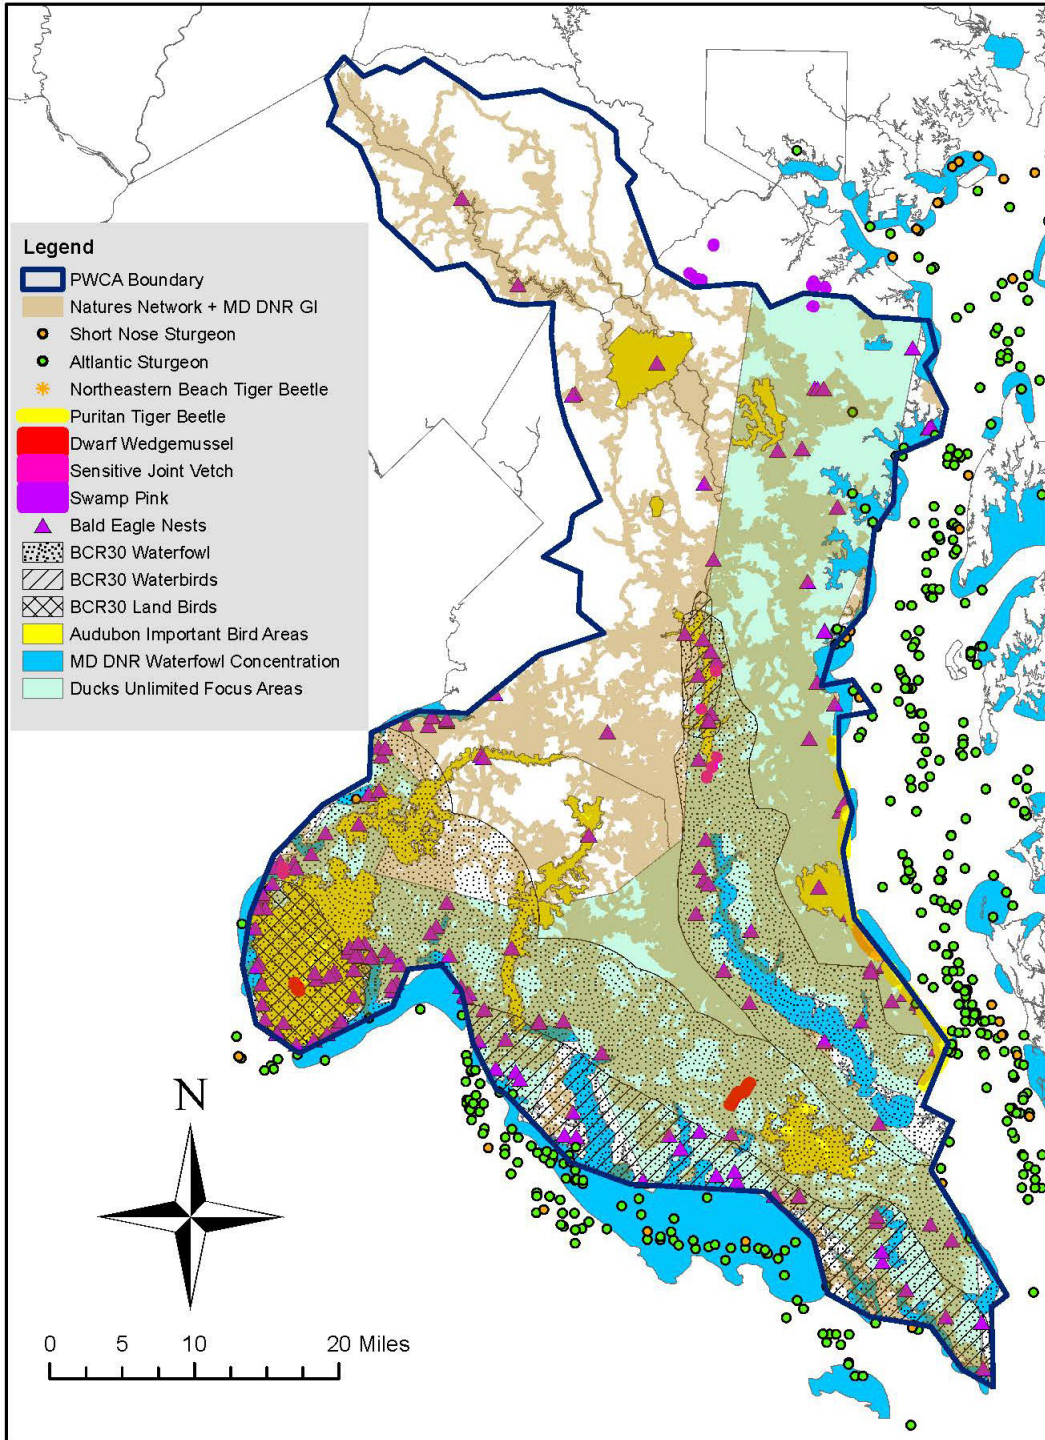 Legend
PWCA Boundary
Natures Network + MD DNR GI
Short Nose Sturgeon
Altlantic Sturgeon
Northeastern Beach Tiger Beetle
Puritan Tiger Beetle
Dwarf Wedgemussel
Sensitive Joint Vetch
Swamp Pink
Bald Eagle Nests
BCR30 Waterfowl
BCR30 Waterbirds
BCR30 Land Birds
Audubon Important Bird Areas
MD DNR Waterfowl Concentration
Ducks Unlimited Focus Areas
N
0 5 10 20 Miles